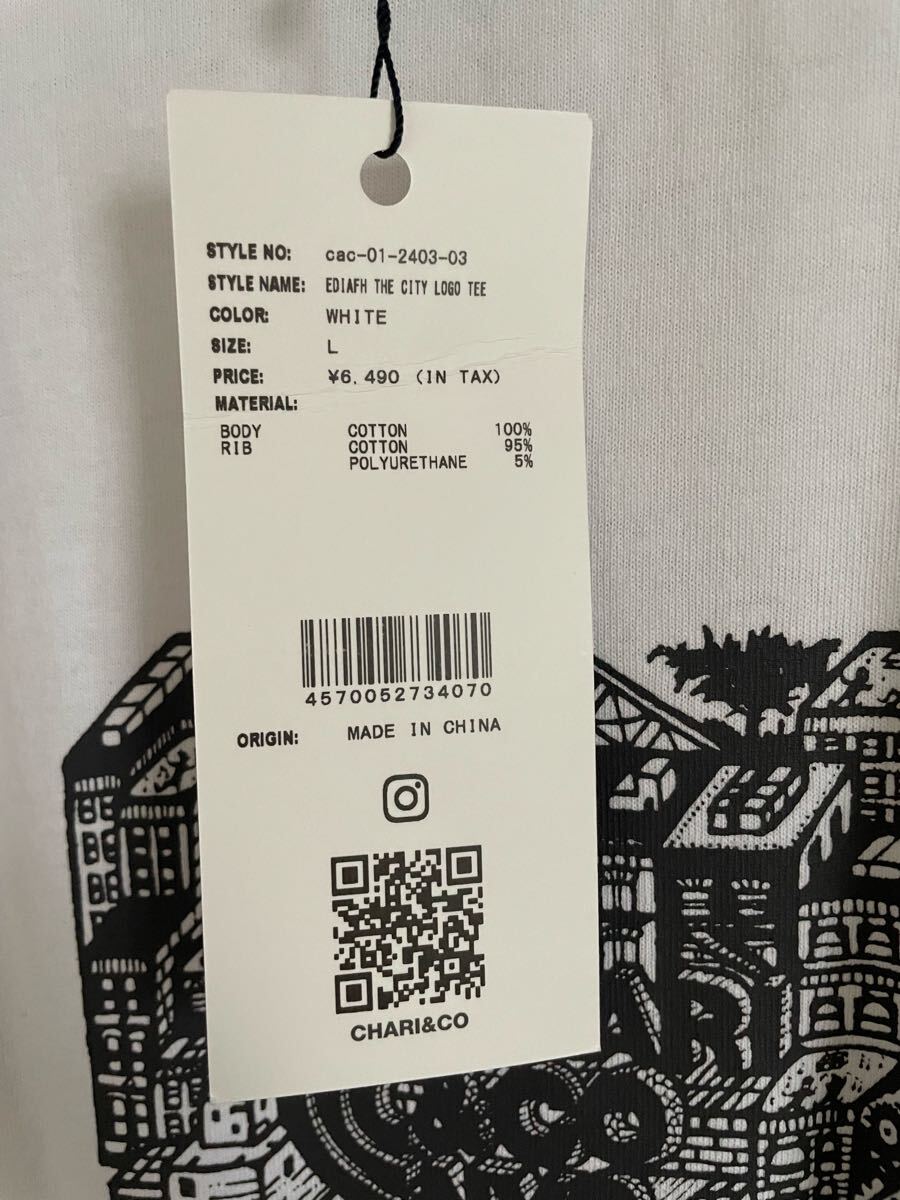 STYLE NO: cac-01-2403-03
STYLE NAME: EDIAFH THE CITY LOGO TEE
COLOR: WHITE
SIZE: L
PRICE: ¥6,490 (IN TAX)
MATERIAL:
BODY COTTON 100%
RIB COTTON 95%
POLYURETHANE 5%
4570052734070
ORIGIN: MADE IN CHINA
CHARI&CO